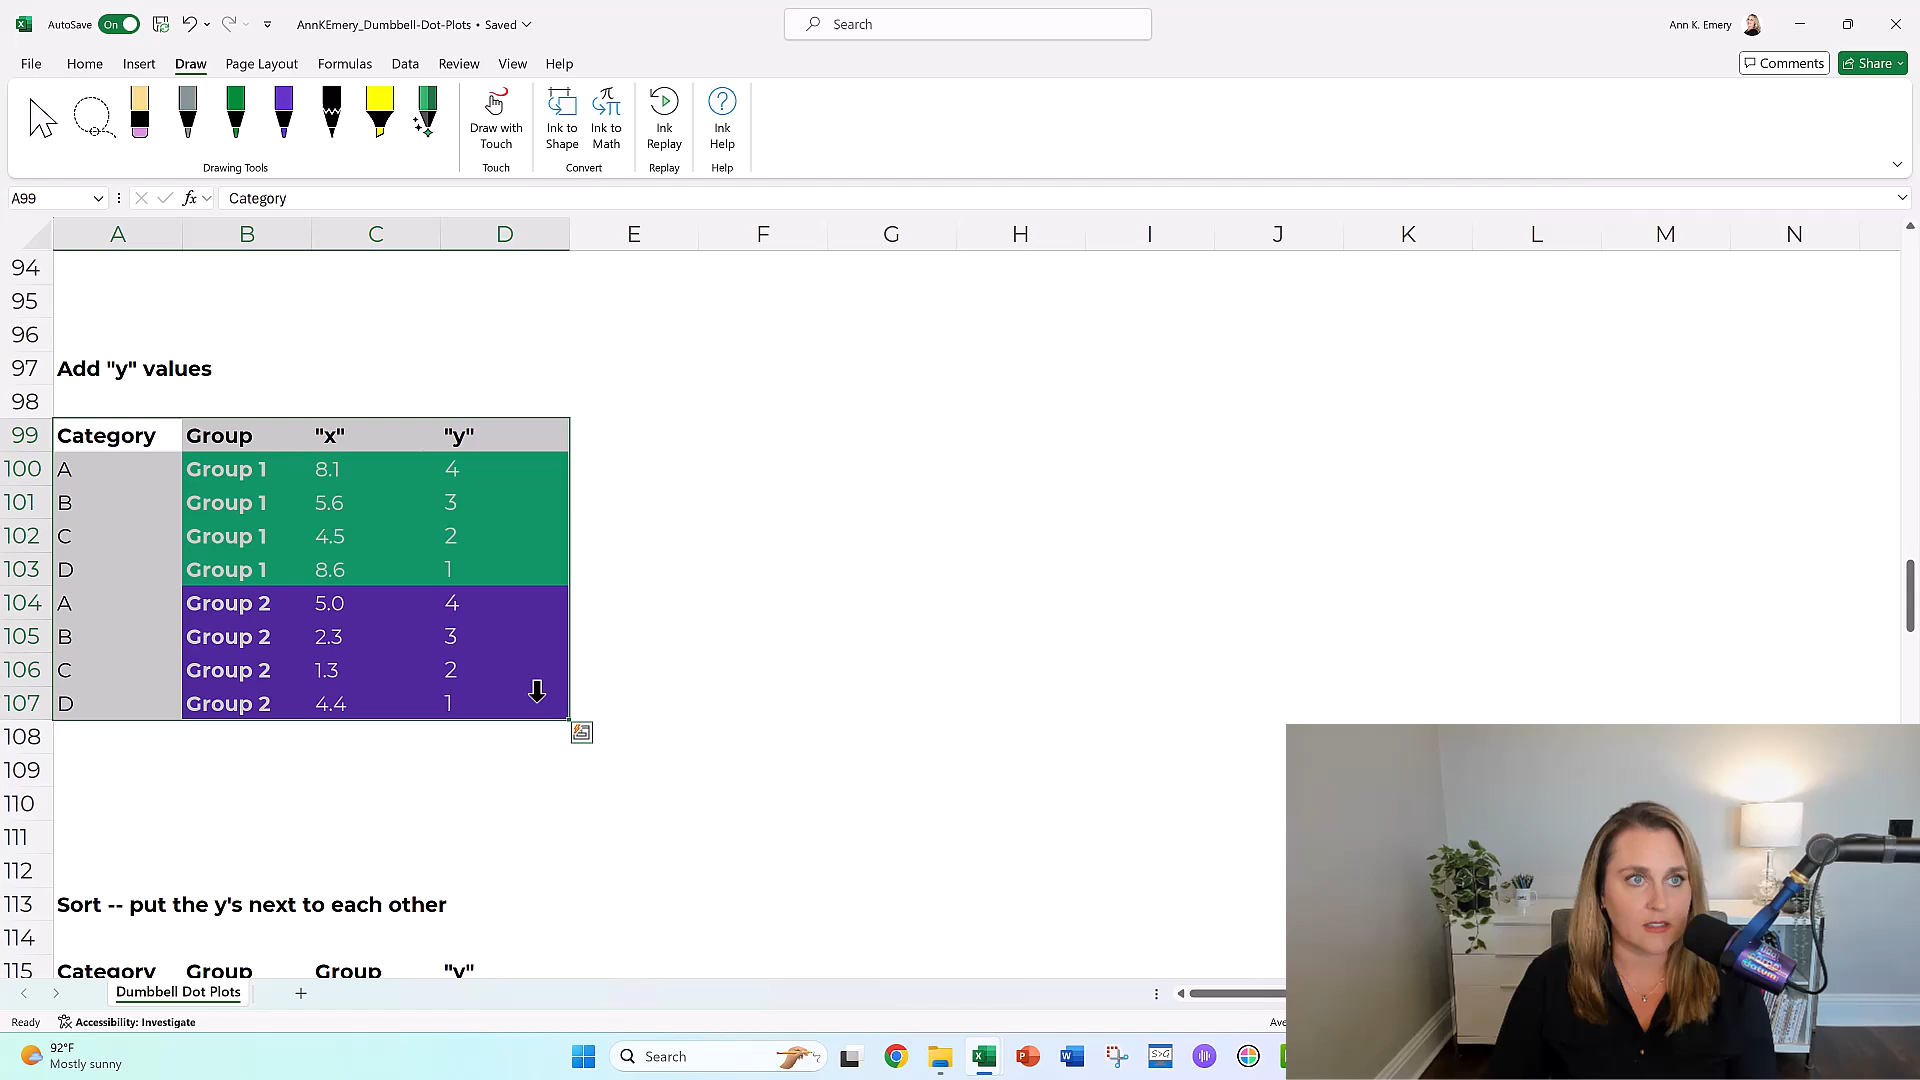 AutoSave On AnnKEmery_Dumbbell-Dot-Plots • Saved Search Ann K. Emery
File Home Insert Draw Page Layout Formulas Data Review View Help Comments Share
Draw with Touch
Ink to Shape
Ink to Math
Ink Replay
Ink Help
Drawing Tools Touch Convert Replay Help
A99 fx Category
A B C D E F G H I J K L M N
94
95
96
97 Add "y" values
98
99 Category Group "x" "y"
100 A Group 1 8.1 4
101 B Group 1 5.6 3
102 C Group 1 4.5 2
103 D Group 1 8.6 1
104 A Group 2 5.0 4
105 B Group 2 2.3 3
106 C Group 2 1.3 2
107 D Group 2 4.4 1
108
109
110
111
112
113 Sort -- put the y's next to each other
114
115 Category Group Group "y"
Dumbbell Dot Plots
Ready Accessibility: Investigate
92°F
Mostly sunny
Search